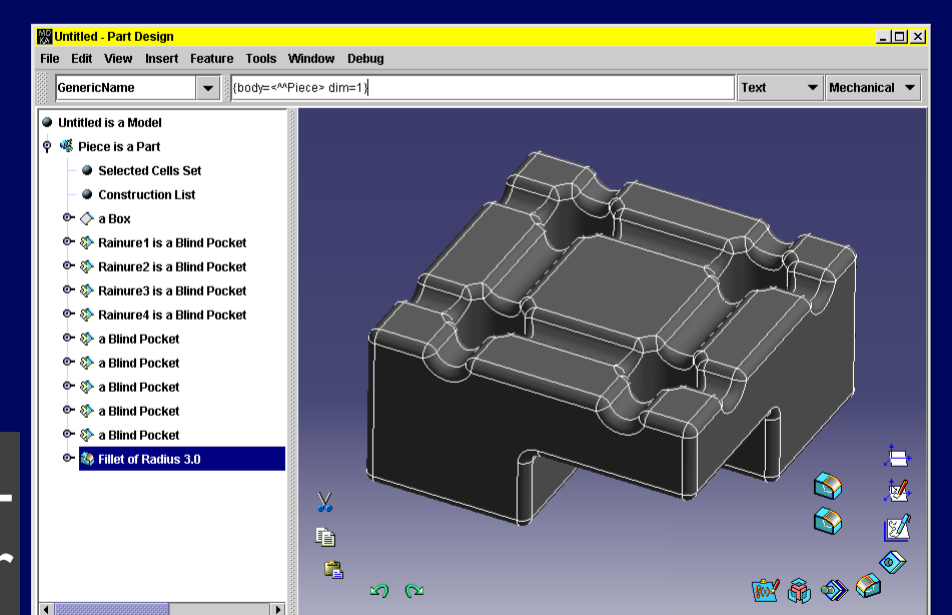 MO
KA
Untitled - Part Design
File Edit View Insert Feature Tools Window Debug
GenericName
{body=<^^Piece> dim=1}
Text
Mechanical
Untitled is a Model
Piece is a Part
Selected Cells Set
Construction List
a Box
Rainure1 is a Blind Pocket
Rainure2 is a Blind Pocket
Rainure3 is a Blind Pocket
Rainure4 is a Blind Pocket
a Blind Pocket
a Blind Pocket
a Blind Pocket
a Blind Pocket
a Blind Pocket
Fillet of Radius 3.0